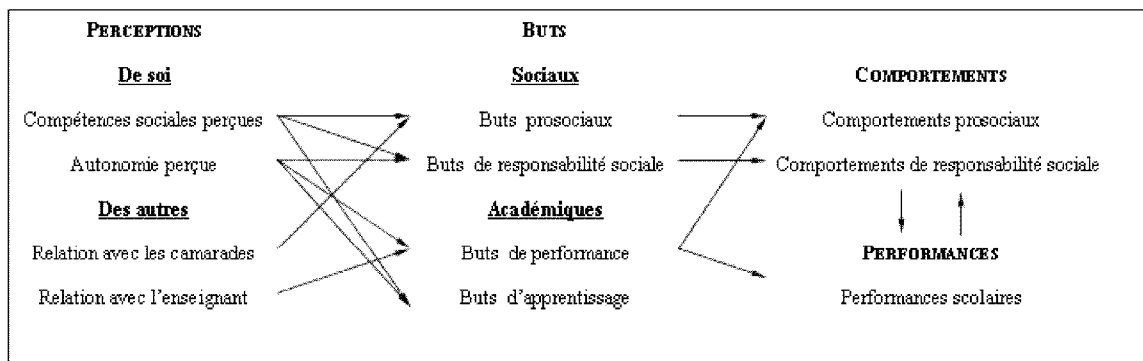 PERCEPTIONS
De soi
Compétences sociales perçues
Autonomie perçue
Des autres
Relation avec les camarades
Relation avec l'enseignant
BUTS
Sociaux
Buts prosociaux
Buts de responsabilité sociale
Académiques
Buts de performance
Buts d'apprentissage
COMPORTEMENTS
Comportements prosociaux
Comportements de responsabilité sociale
PERFORMANCES
Performances scolaires